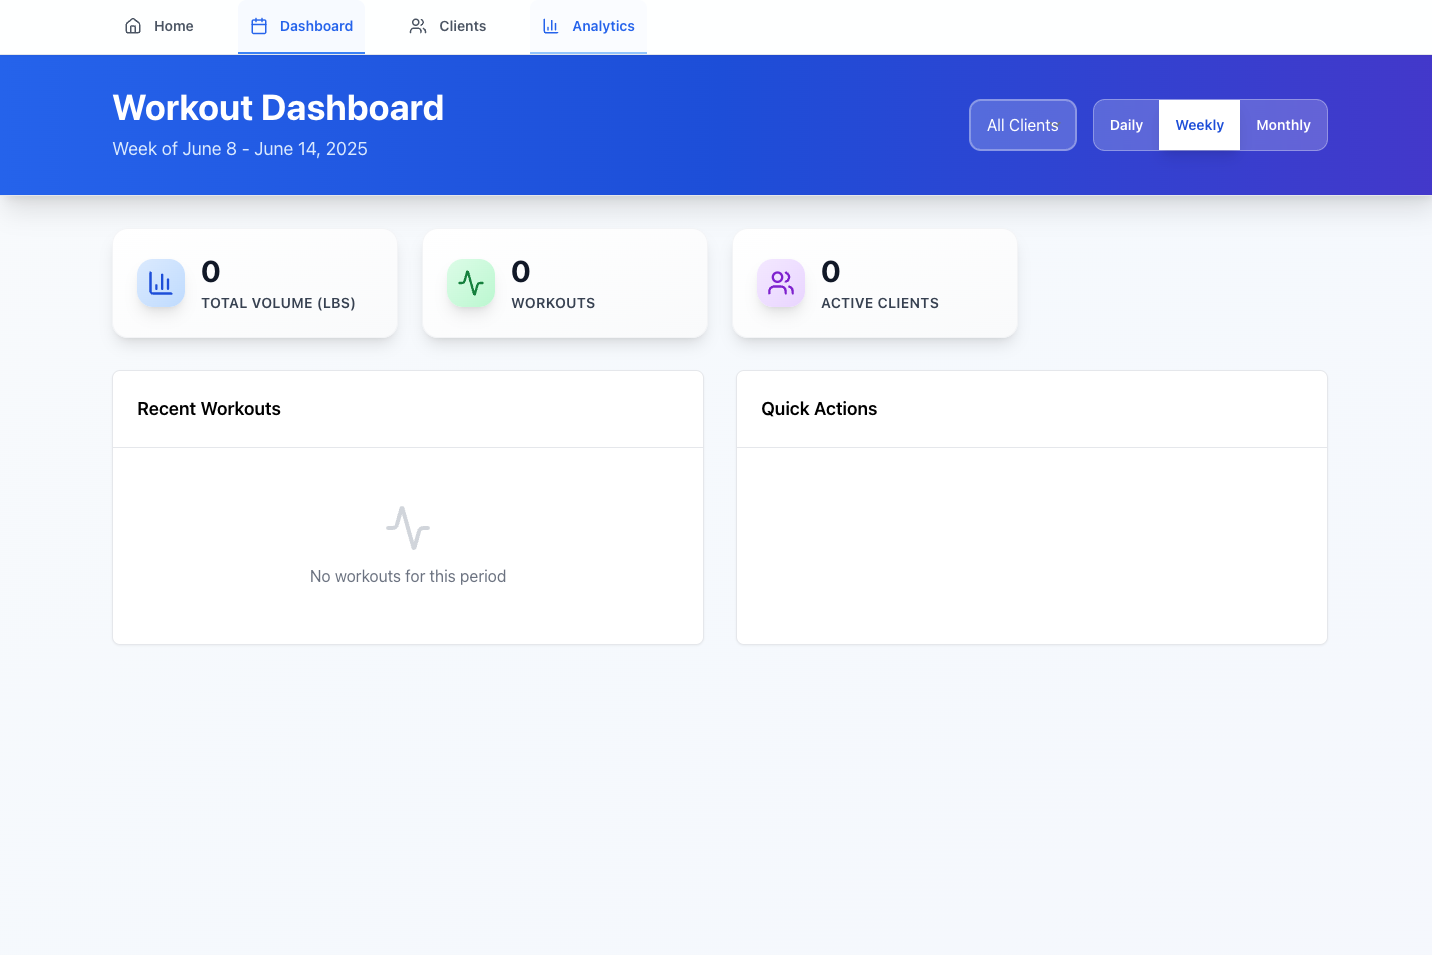 Home
Dashboard
Clients
Analytics
Workout Dashboard
Week of June 8 - June 14, 2025
All Clients
Daily
Weekly
Monthly
0
TOTAL VOLUME (LBS)
0
WORKOUTS
0
ACTIVE CLIENTS
Recent Workouts
No workouts for this period
Quick Actions